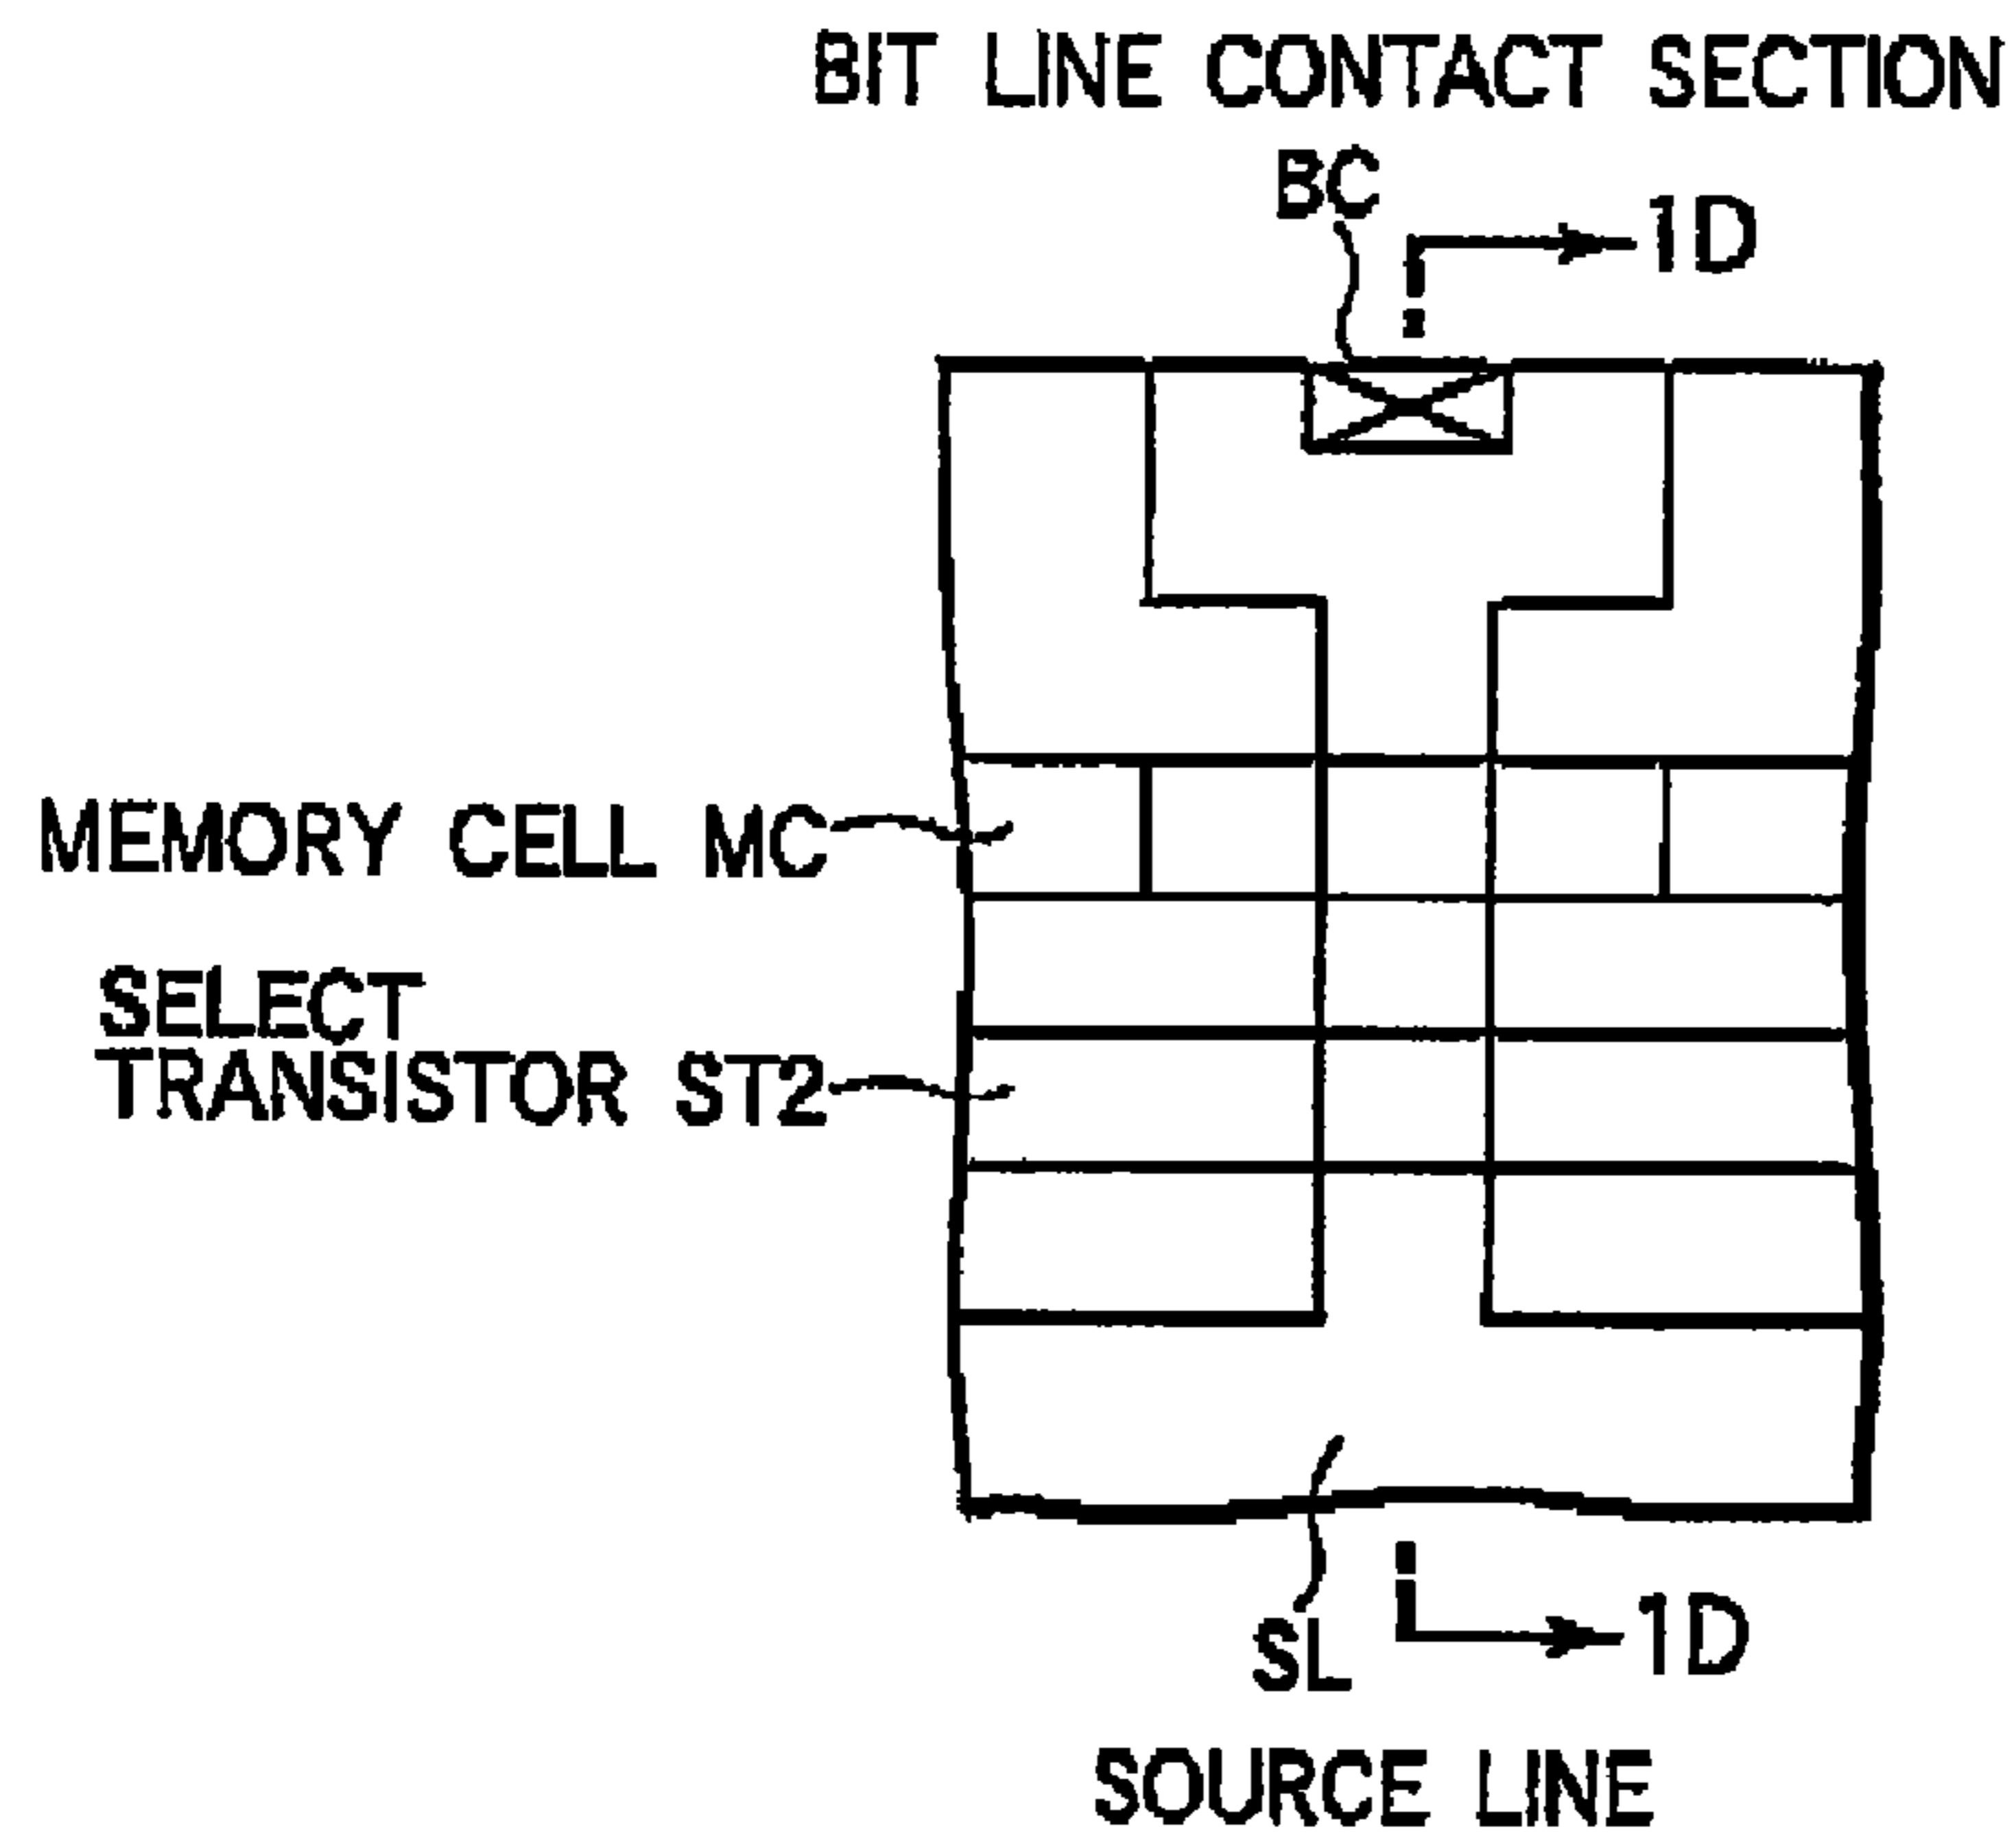 BIT LINE CONTACT SECTION
BC
1D
MEMORY CELL MC
SELECT
TRANSISTOR ST2
1D
SL
SOURCE LINE